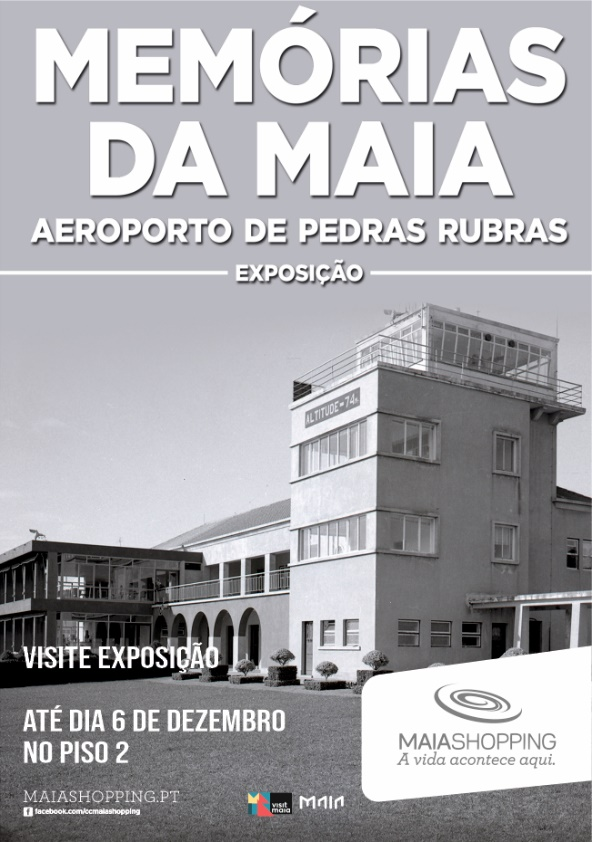 MEMÓRIAS
DA MAIA
AEROPORTO DE PEDRAS RUBRAS
EXPOSIÇÃO
ALTITUDE=74M.
VISITE EXPOSIÇÃO
ATÉ DIA 6 DE DEZEMBRO
NO PISO 2
MAIASHOPPING
A vida acontece aqui.
MAIASHOPPING.PT
facebook.com/ccmaiashopping
visit
maia
MAIA